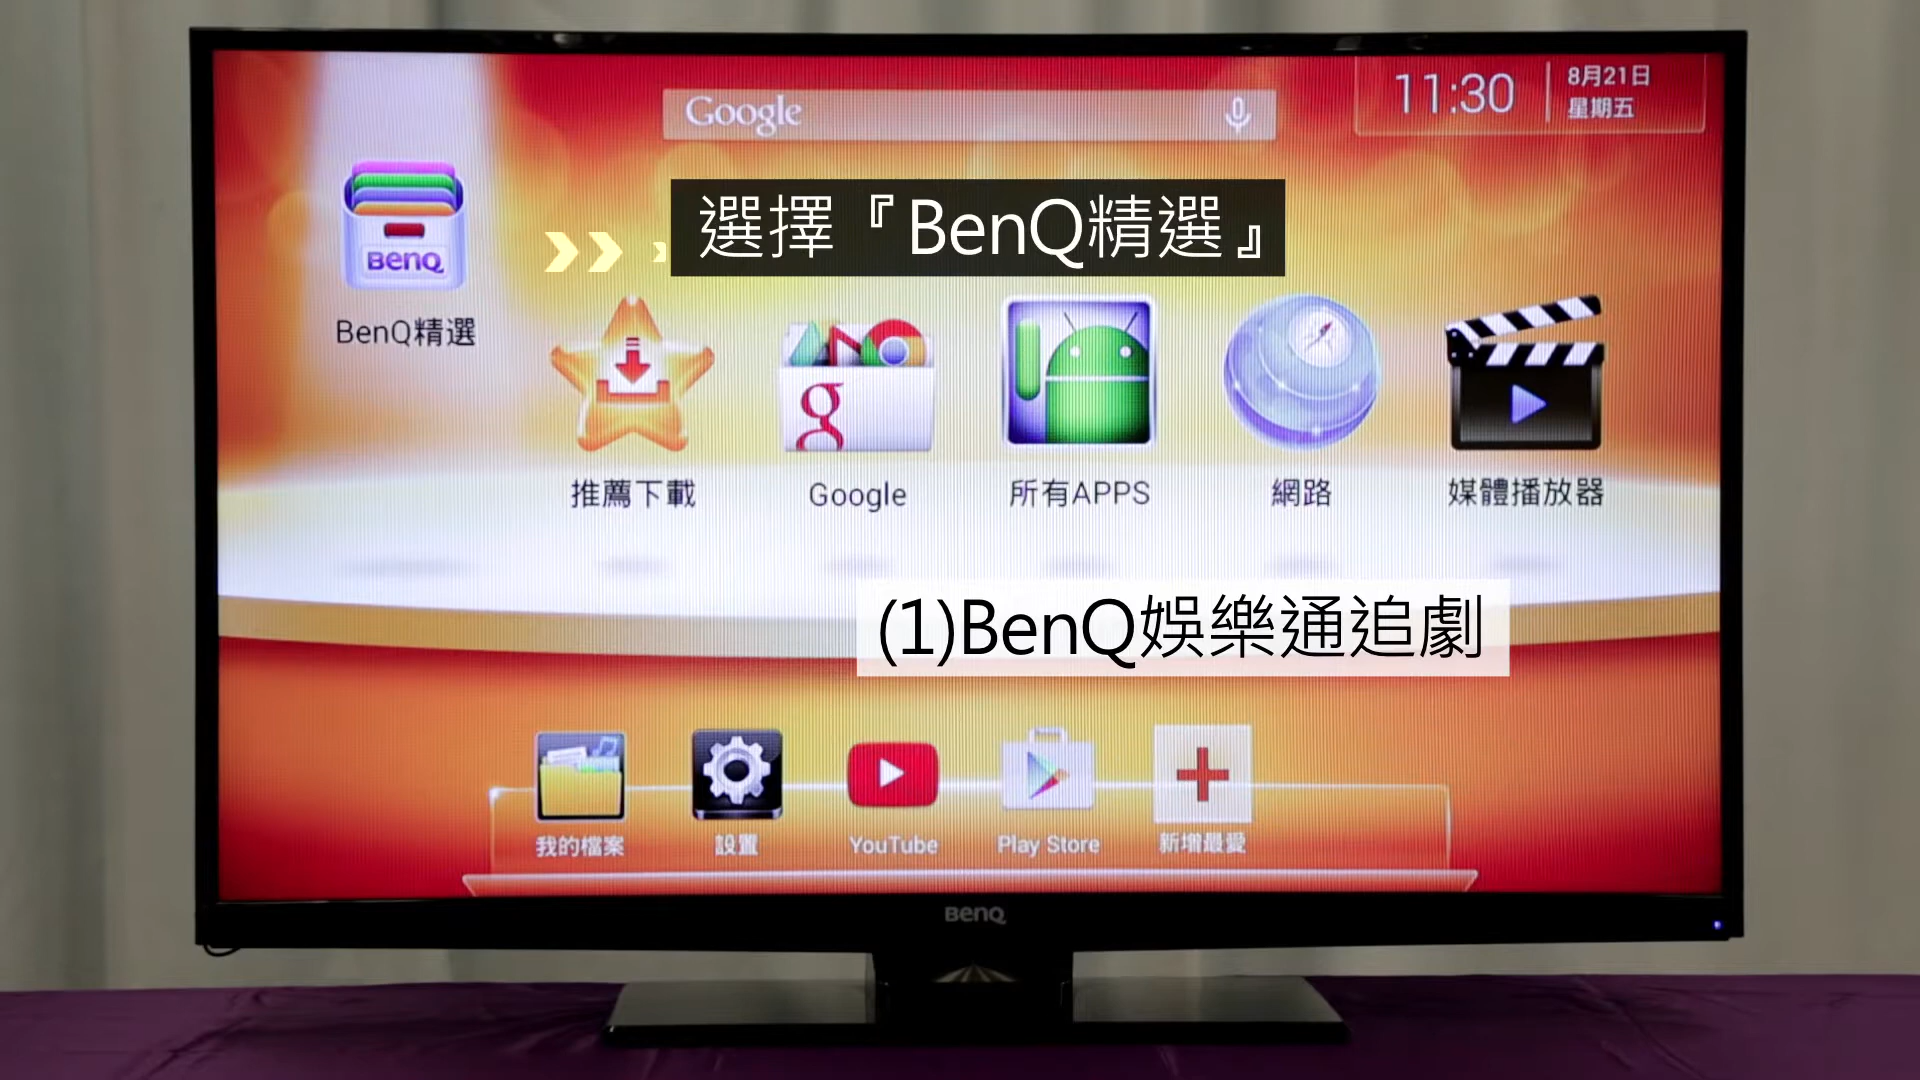 Google
11:30
8月21日
星期五
BenQ
選擇『BenQ精選』
BenQ精選
g
推薦下載
Google
所有APPS
網路
媒體播放器
(1)BenQ娛樂通追劇
我的檔案
設置
YouTube
Play Store
新增最愛
BenQ